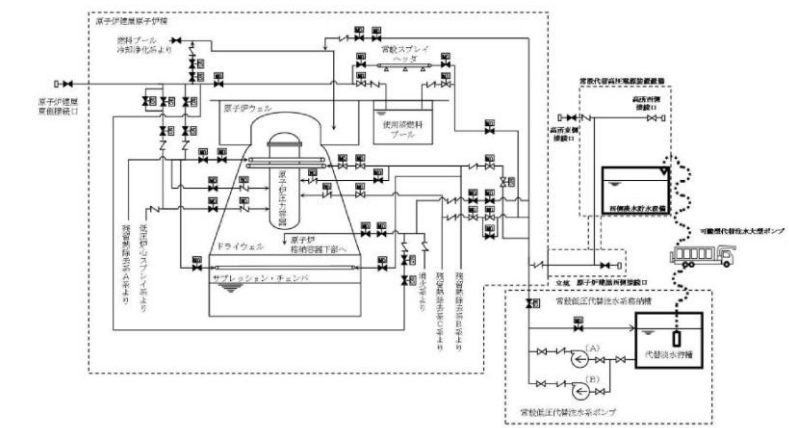 原子炉建屋原子炉棟
燃料プール
冷却浄化系より
常設スプレイ
ヘッダ
常設代替高圧電源装置置場
原子炉建屋
東側接続口
原子炉ウェル
使用済燃料
プール
高所西側
接続口
高所東側
接続口
原子炉圧力容器
西側淡水貯水設備
可搬型代替注水大型ポンプ
原子炉
格納容器下部へ
ドライウェル
サプレッション・チェンバ
残留熱除去系A系より
低圧炉心スプレイ系より
消火系より
残留熱除去系C系より
残留熱除去系B系より
立坑
原子炉建屋西側接続口
常設低圧代替注水系格納槽
(A)
代替淡水貯槽
(B)
常設低圧代替注水系ポンプ